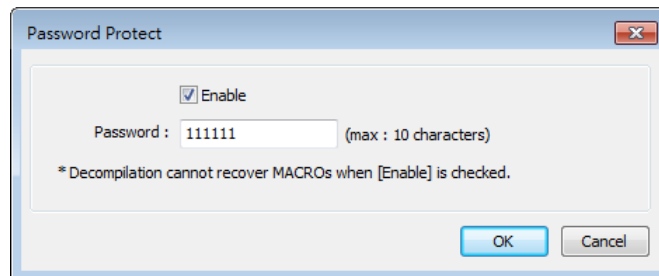 Password Protect
Enable
Password : 111111 (max : 10 characters)
* Decompilation cannot recover MACROs when [Enable] is checked.
OK Cancel